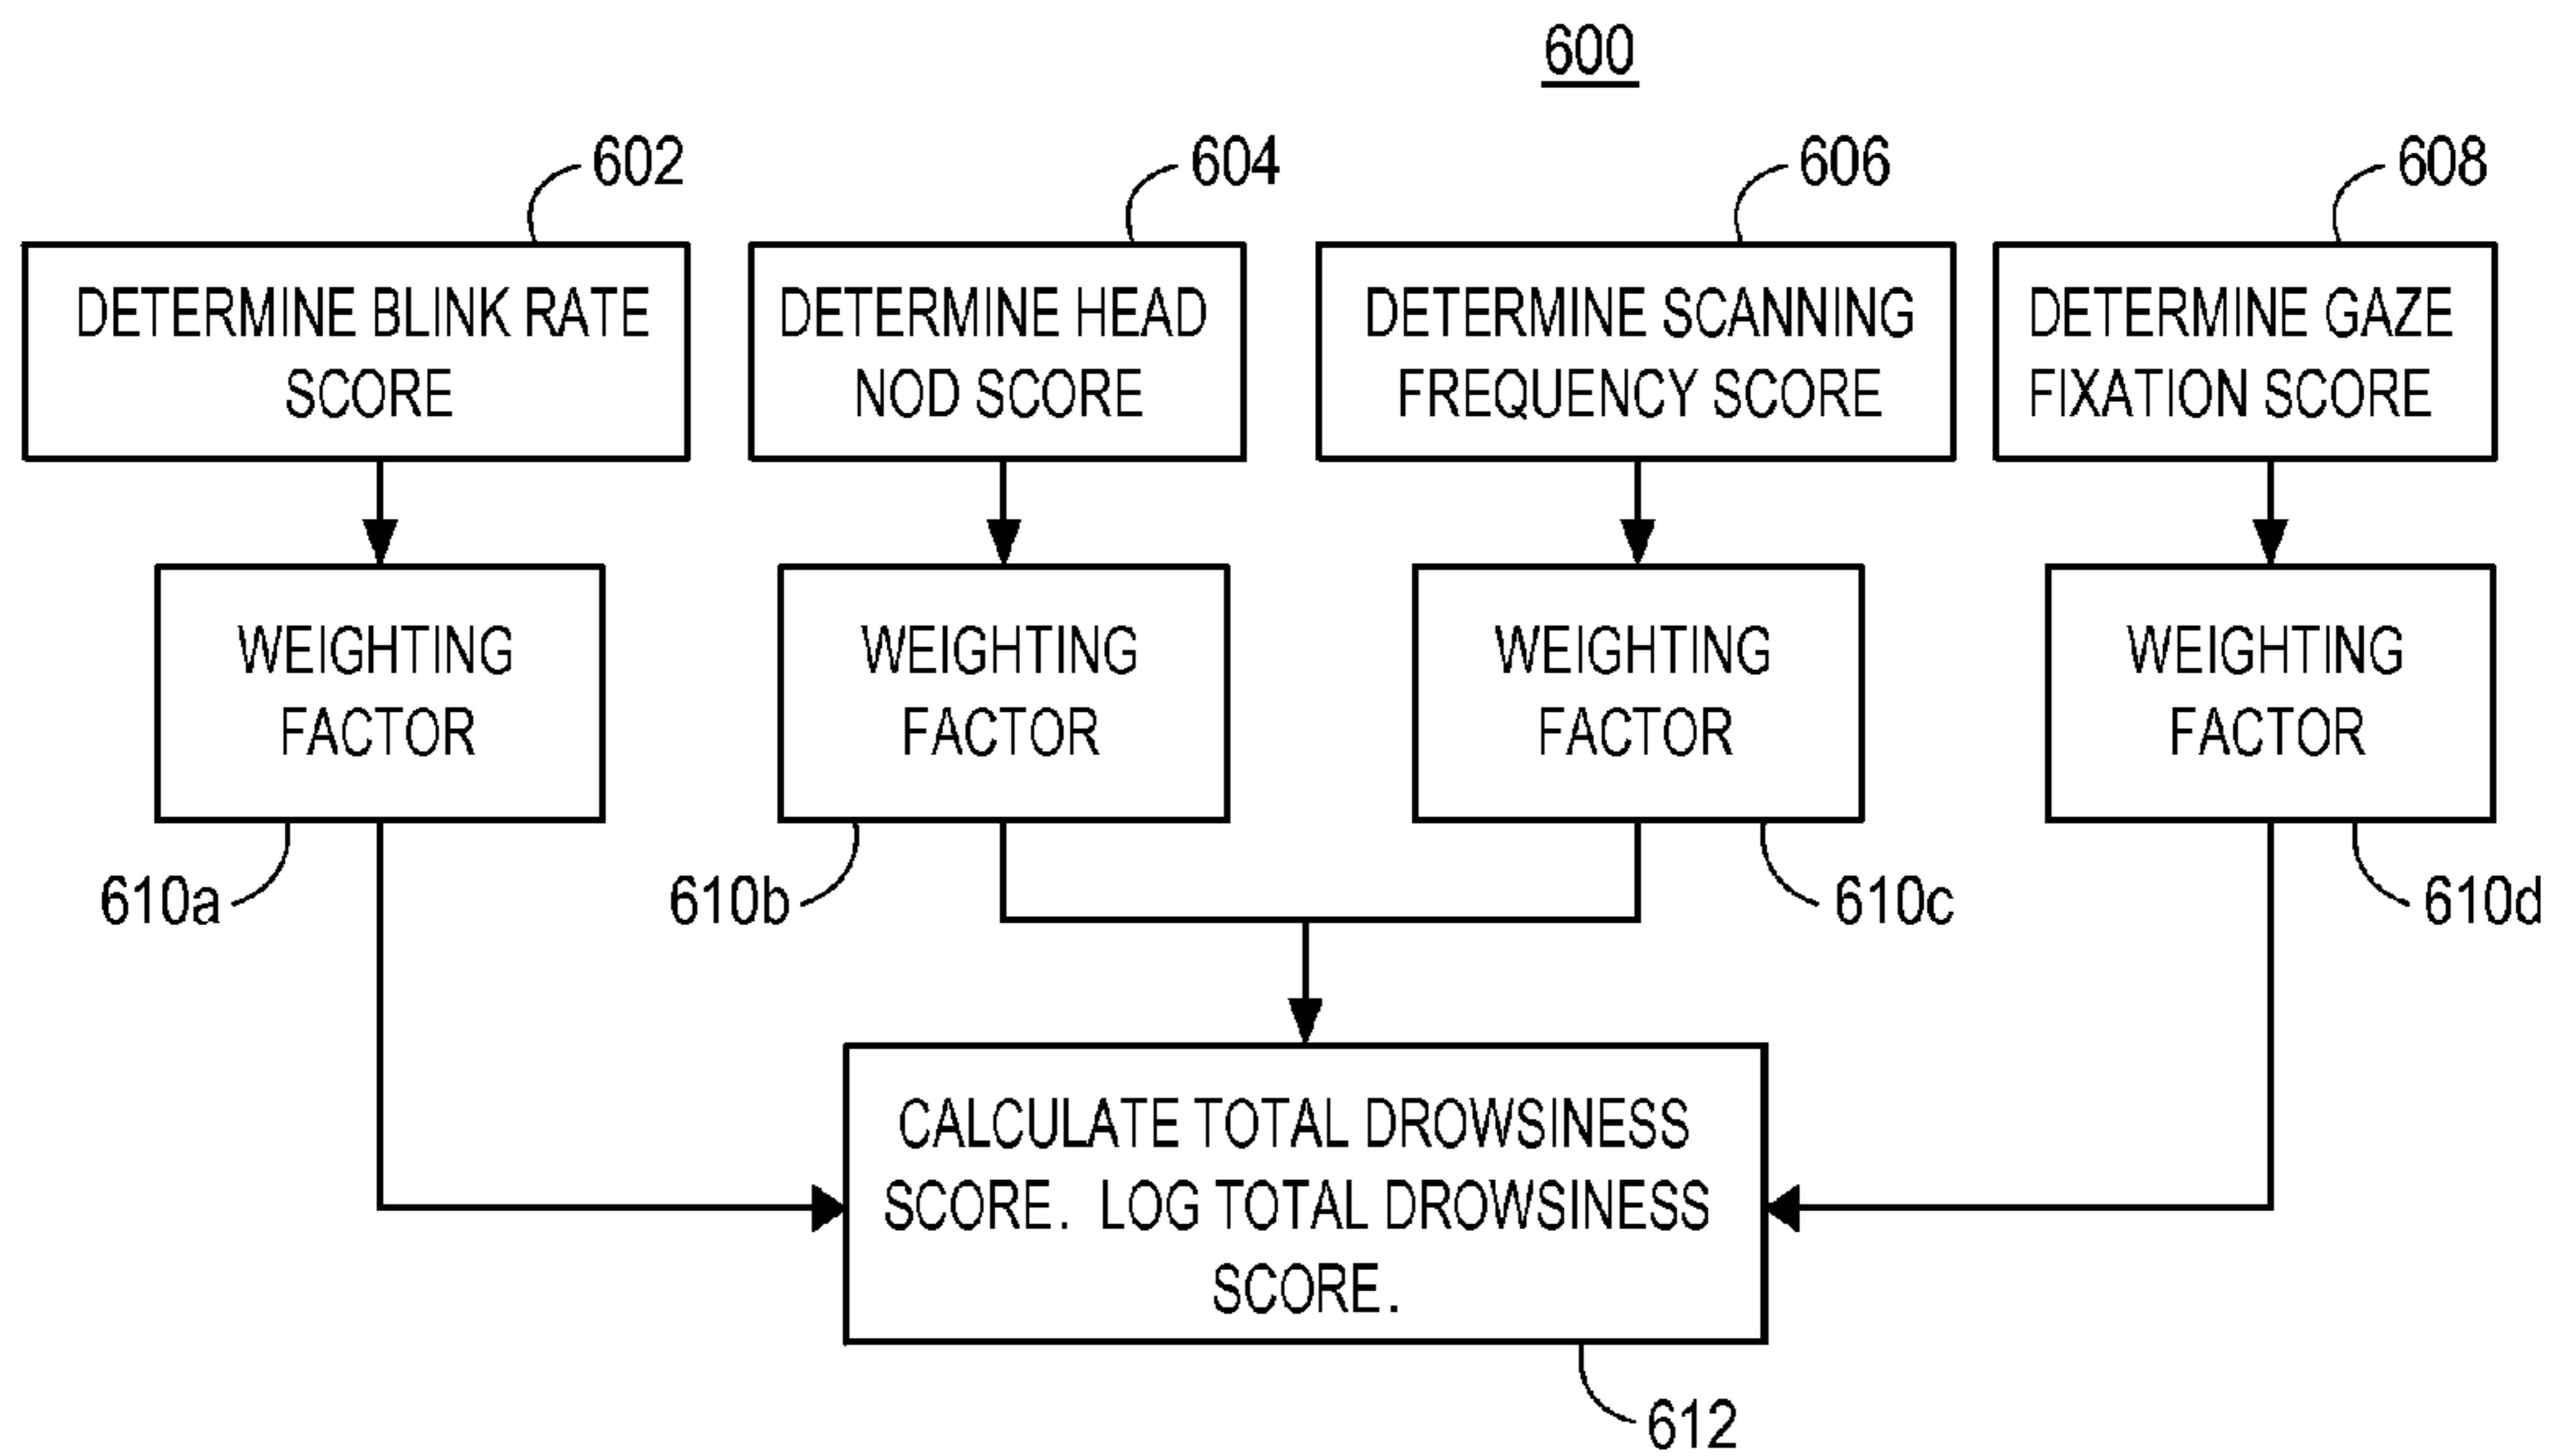 600
602
604
606
608
DETERMINE BLINK RATE
SCORE
DETERMINE HEAD
NOD SCORE
DETERMINE SCANNING
FREQUENCY SCORE
DETERMINE GAZE
FIXATION SCORE
WEIGHTING
FACTOR
WEIGHTING
FACTOR
WEIGHTING
FACTOR
WEIGHTING
FACTOR
610a
610b
610c
610d
CALCULATE TOTAL DROWSINESS
SCORE. LOG TOTAL DROWSINESS
SCORE.
612